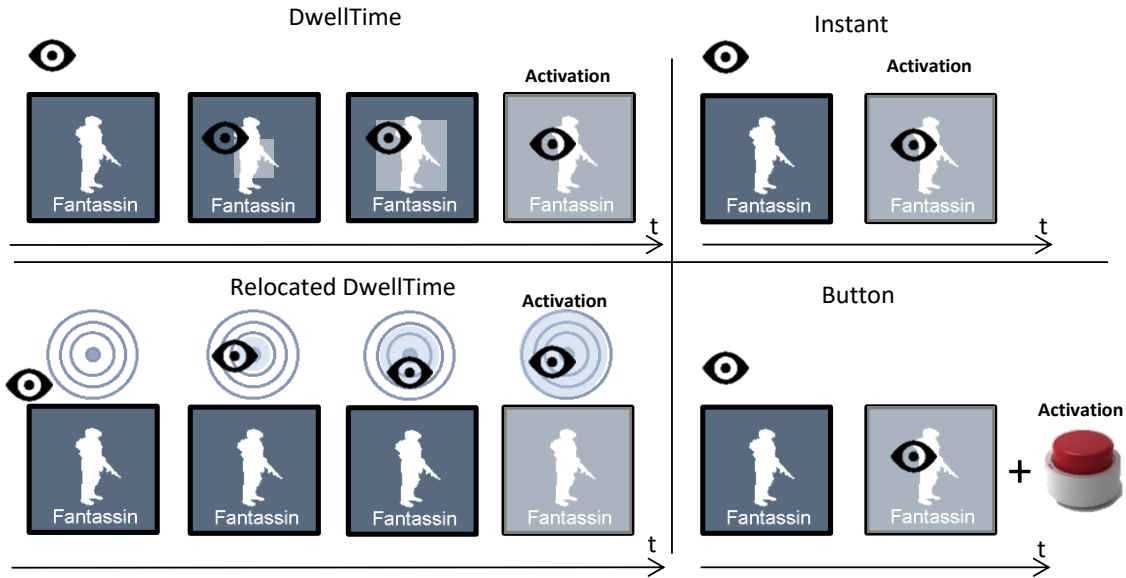 DwellTime
Activation
Fantassin Fantassin Fantassin Fantassin
t
Instant
Activation
Fantassin Fantassin
t
Relocated DwellTime
Activation
Fantassin Fantassin Fantassin Fantassin
t
Button
Activation
Fantassin Fantassin
+
t